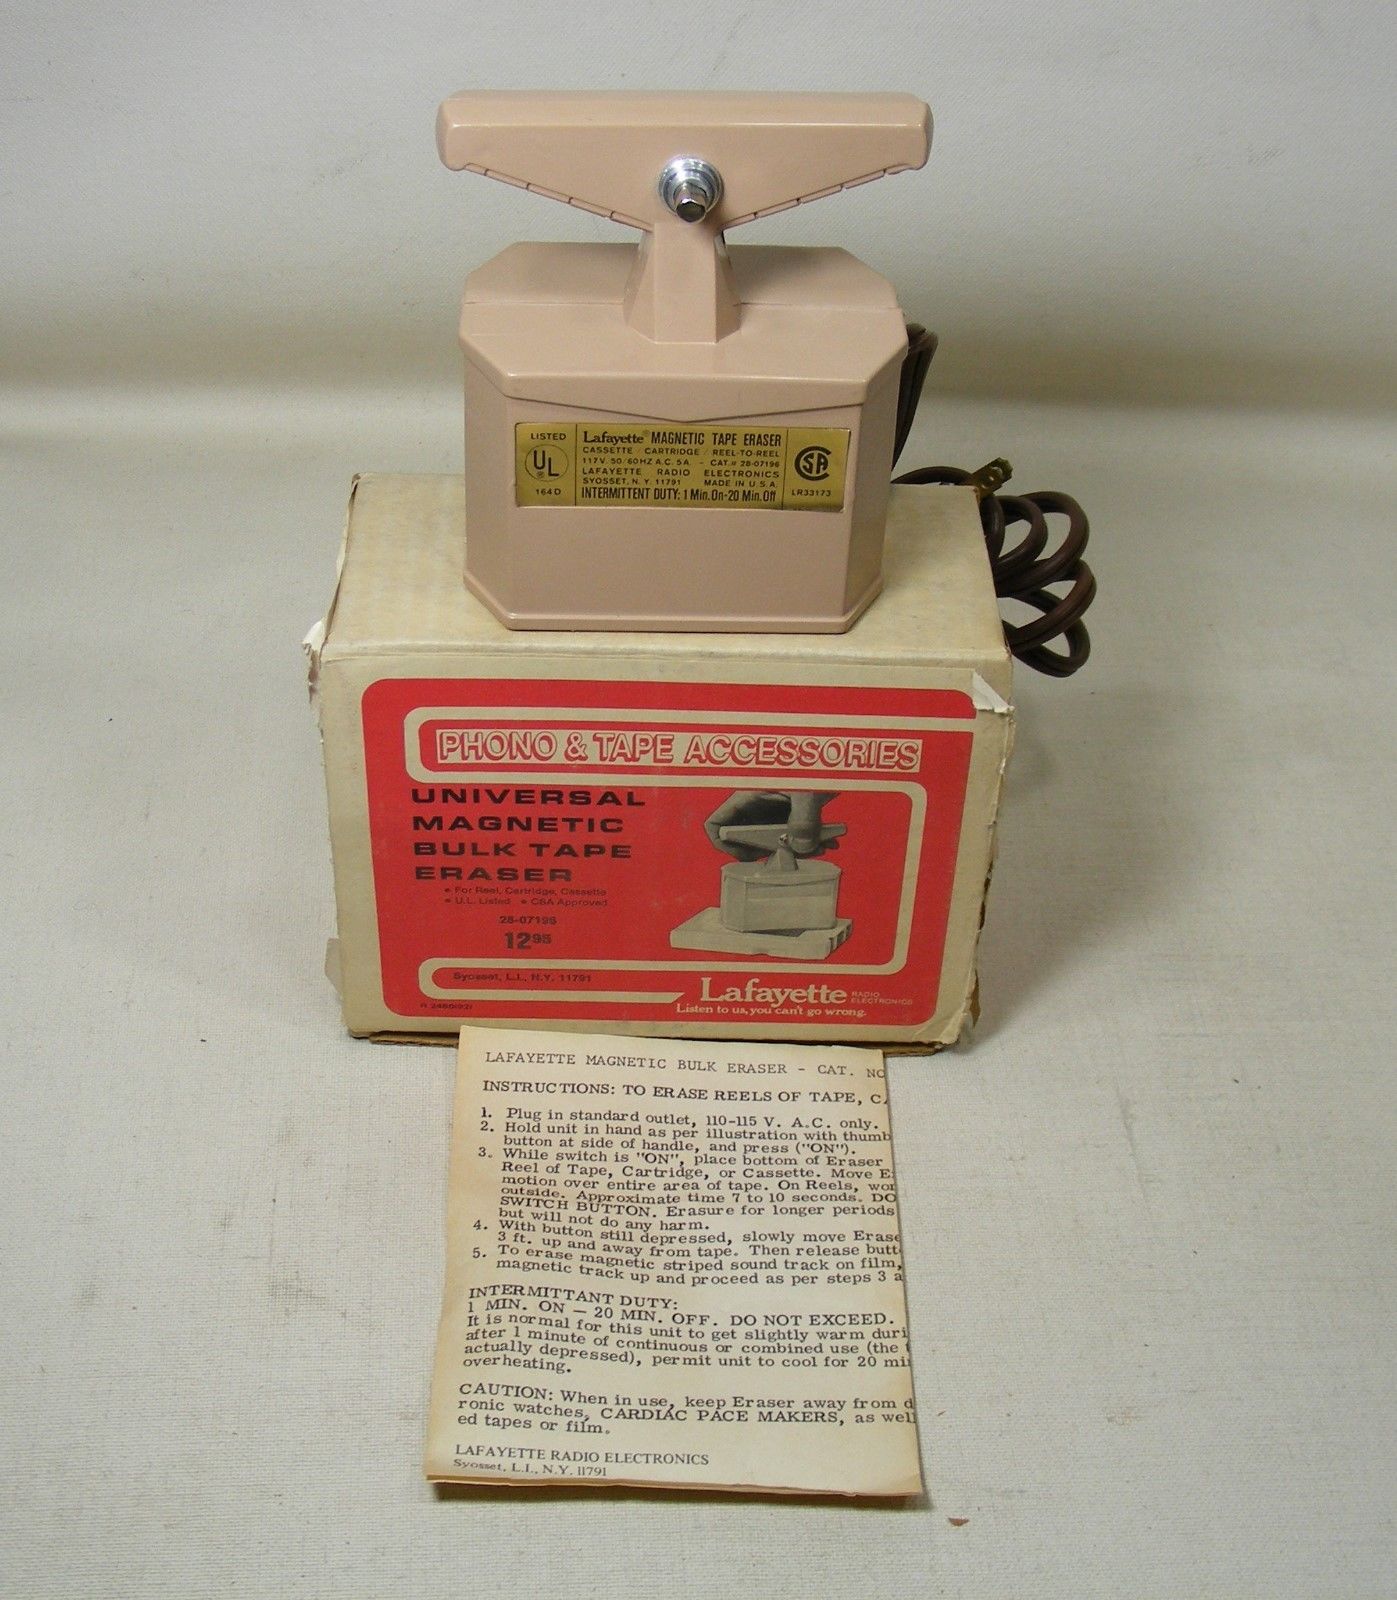 LISTED
UL
®
164D
Lafayette® MAGNETIC TAPE ERASER
CASSETTE / CARTRIDGE / REEL-TO-REEL
117V. 50/60HZ A.C. 5A - CAT.# 28-07196
LAFAYETTE RADIO ELECTRONICS
SYOSSET, N.Y. 11791 MADE IN U.S.A.
INTERMITTENT DUTY: 1 Min. On-20 Min. Off
SA
LR33173
PHONO & TAPE ACCESSORIES
UNIVERSAL
MAGNETIC
BULK TAPE
ERASER
• For Reel, Cartridge, Cassette
• U.L. Listed • CSA Approved
28-07196
12.95
Syosset, L.I., N.Y. 11791
Lafayette RADIO
ELECTRONICS
Listen to us, you can't go wrong.
LAFAYETTE MAGNETIC BULK ERASER - CAT. NO
INSTRUCTIONS: TO ERASE REELS OF TAPE, CA
1. Plug in standard outlet, 110-115 V. A.C. only.
2. Hold unit in hand as per illustration with thumb
button at side of handle, and press ("ON").
3. While switch is "ON", place bottom of Eraser
Reel of Tape, Cartridge, or Cassette. Move E
motion over entire area of tape. On Reels, wor
outside. Approximate time 7 to 10 seconds. DO
SWITCH BUTTON. Erasure for longer periods
but will not do any harm.
4. With button still depressed, slowly move Erase
3 ft. up and away from tape. Then release butt
5. To erase magnetic striped sound track on film,
magnetic track up and proceed as per steps 3 a
INTERMITTANT DUTY:
1 MIN. ON — 20 MIN. OFF. DO NOT EXCEED.
It is normal for this unit to get slightly warm duri
after 1 minute of continuous or combined use (the
actually depressed), permit unit to cool for 20 mi
overheating.
CAUTION: When in use, keep Eraser away from
ronic watches, CARDIAC PACE MAKERS, as well
ed tapes or film.
LAFAYETTE RADIO ELECTRONICS
Syosset, L.I., N.Y. 11791